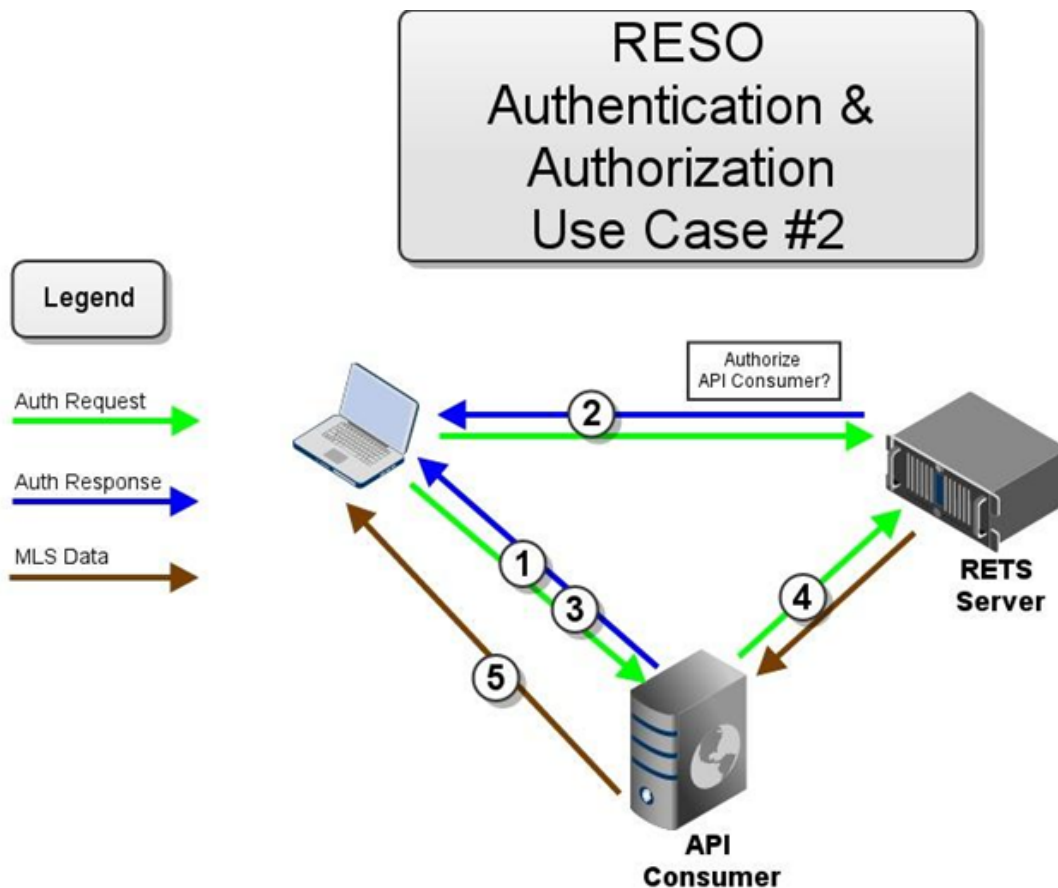 RESO
Authentication &
Authorization
Use Case #2
Legend
Auth Request
Auth Response
MLS Data
Authorize
API Consumer?
2
1
3
4
5
RETS
Server
API
Consumer